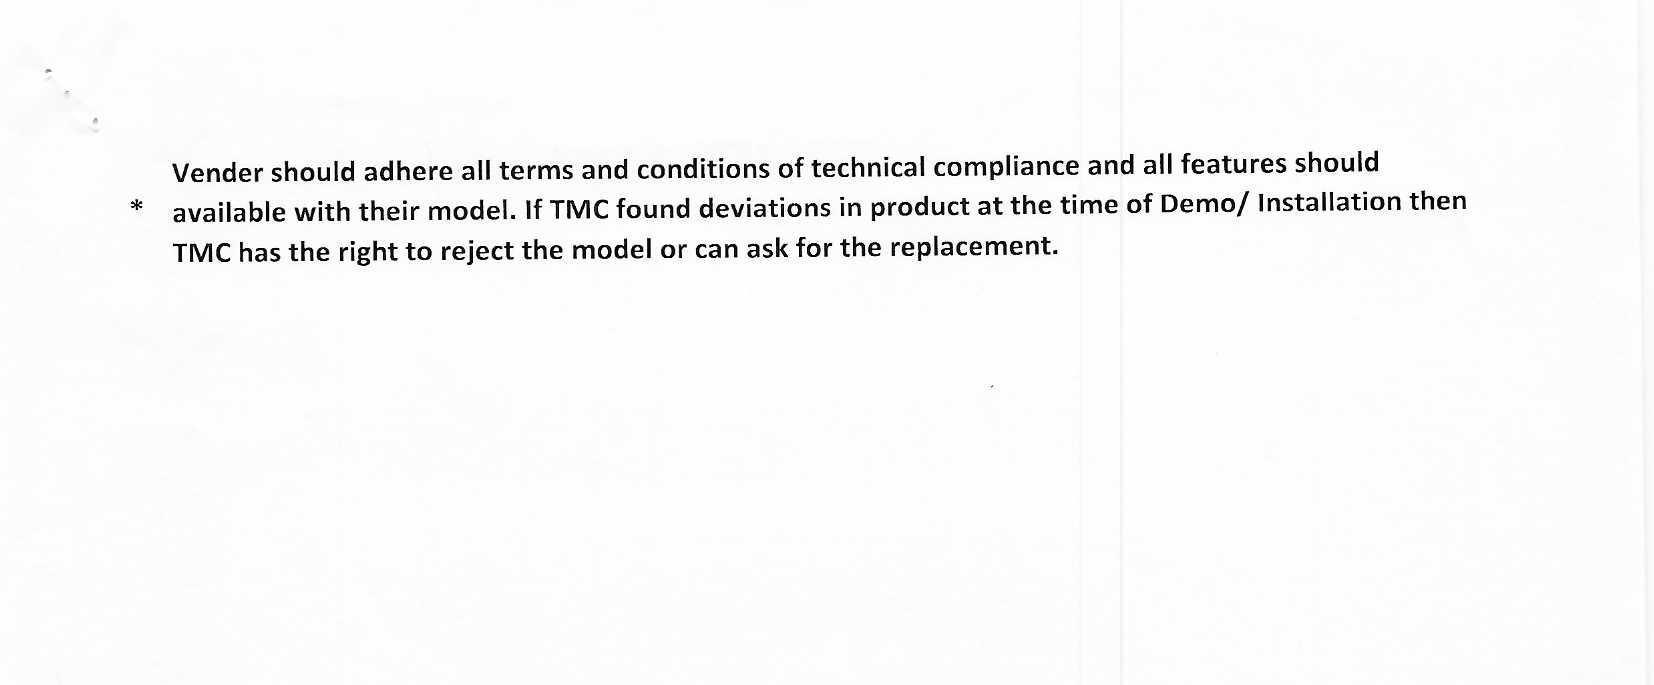 Vender should adhere all terms and conditions of technical compliance and all features should
* available with their model. If TMC found deviations in product at the time of Demo/ Installation then
TMC has the right to reject the model or can ask for the replacement.